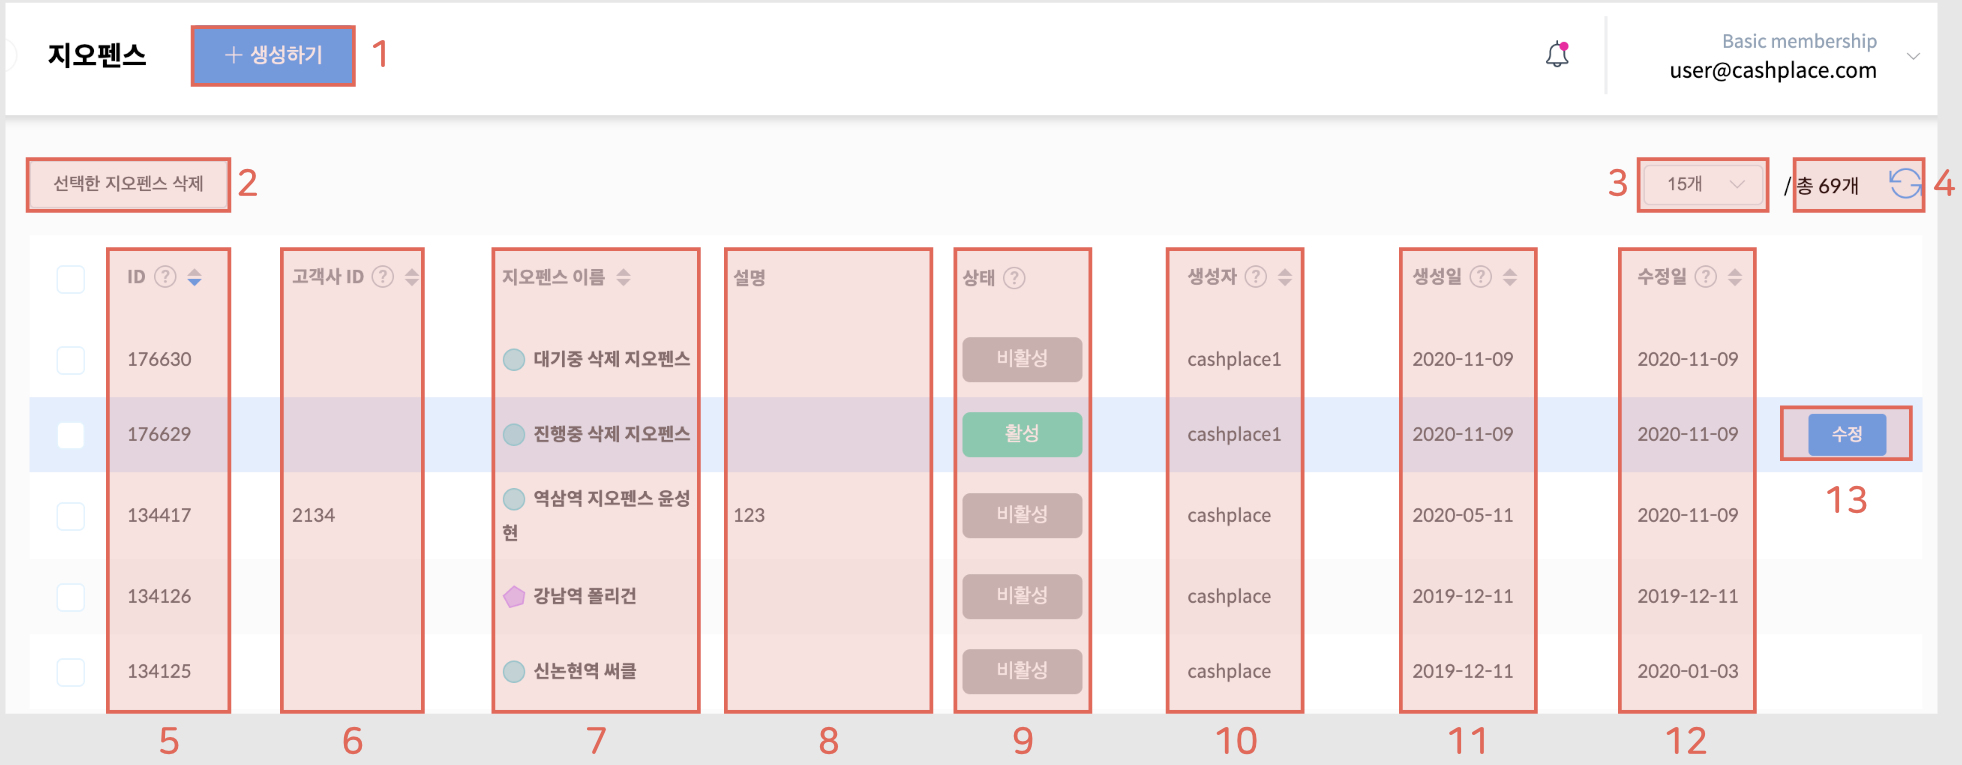 지오펜스
+ 생성하기
1
Basic membership
user@cashplace.com
선택한 지오펜스 삭제
2
3
15개
/ 총 69개
4
ID ?
고객사 ID ?
지오펜스 이름
설명
상태 ?
생성자 ?
생성일 ?
수정일 ?
176630
대기중 삭제 지오펜스
비활성
cashplace1
2020-11-09
2020-11-09
176629
진행중 삭제 지오펜스
활성
cashplace1
2020-11-09
2020-11-09
수정
13
134417
2134
역삼역 지오펜스 윤성
현
123
비활성
cashplace
2020-05-11
2020-11-09
134126
강남역 폴리건
비활성
cashplace
2019-12-11
2019-12-11
134125
신논현역 써클
비활성
cashplace
2019-12-11
2020-01-03
5
6
7
8
9
10
11
12